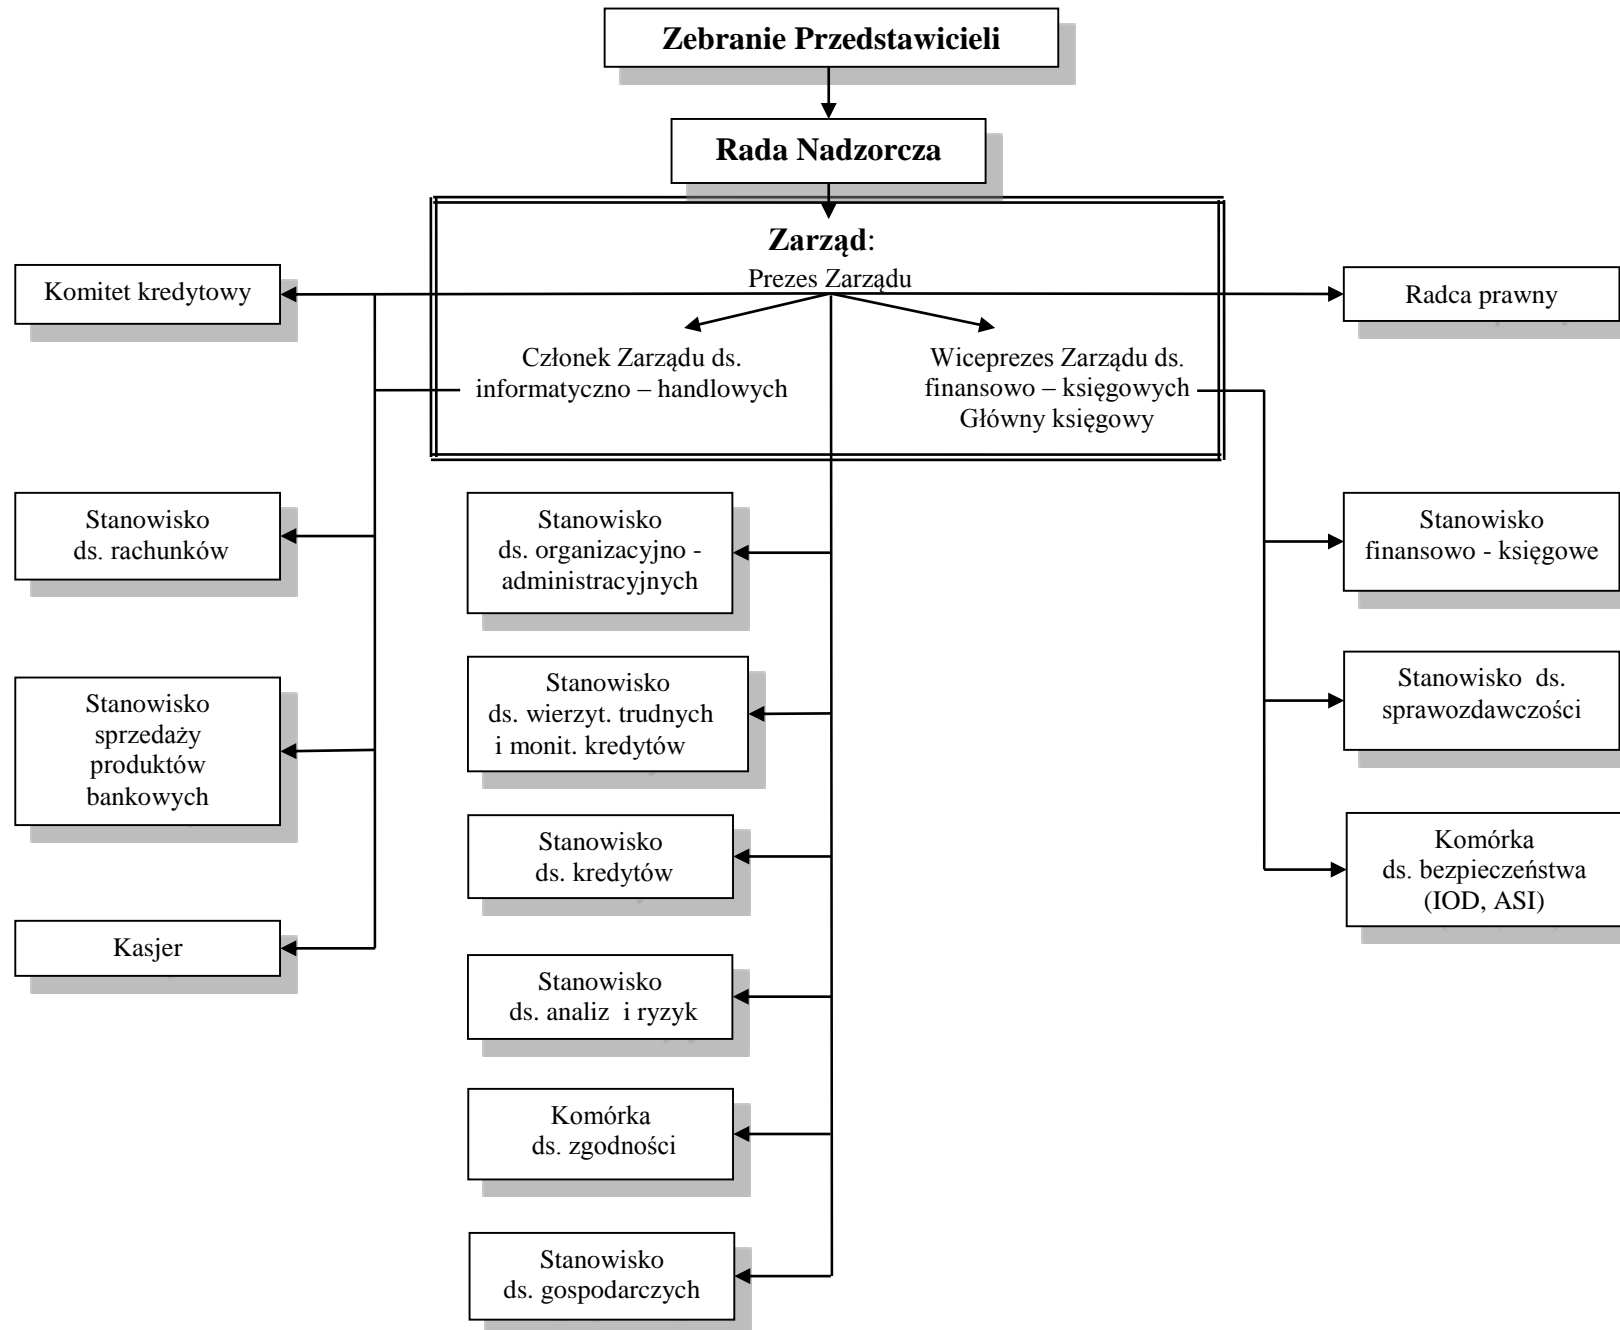 Zebranie Przedstawicieli
Rada Nadzorcza
Zarząd:
Prezes Zarządu
Komitet kredytowy
Radca prawny
Członek Zarządu ds.
informatyczno – handlowych
Wiceprezes Zarządu ds.
finansowo – księgowych
Główny księgowy
Stanowisko
ds. rachunków
Stanowisko
sprzedaży
produktów
bankowych
Kasjer
Stanowisko
ds. organizacyjno -
administracyjnych
Stanowisko
ds. wierzyt. trudnych
i monit. kredytów
Stanowisko
ds. kredytów
Stanowisko
ds. analiz i ryzyk
Komórka
ds. zgodności
Stanowisko
ds. gospodarczych
Stanowisko
finansowo - księgowe
Stanowisko ds.
sprawozdawczości
Komórka
ds. bezpieczeństwa
(IOD, ASI)